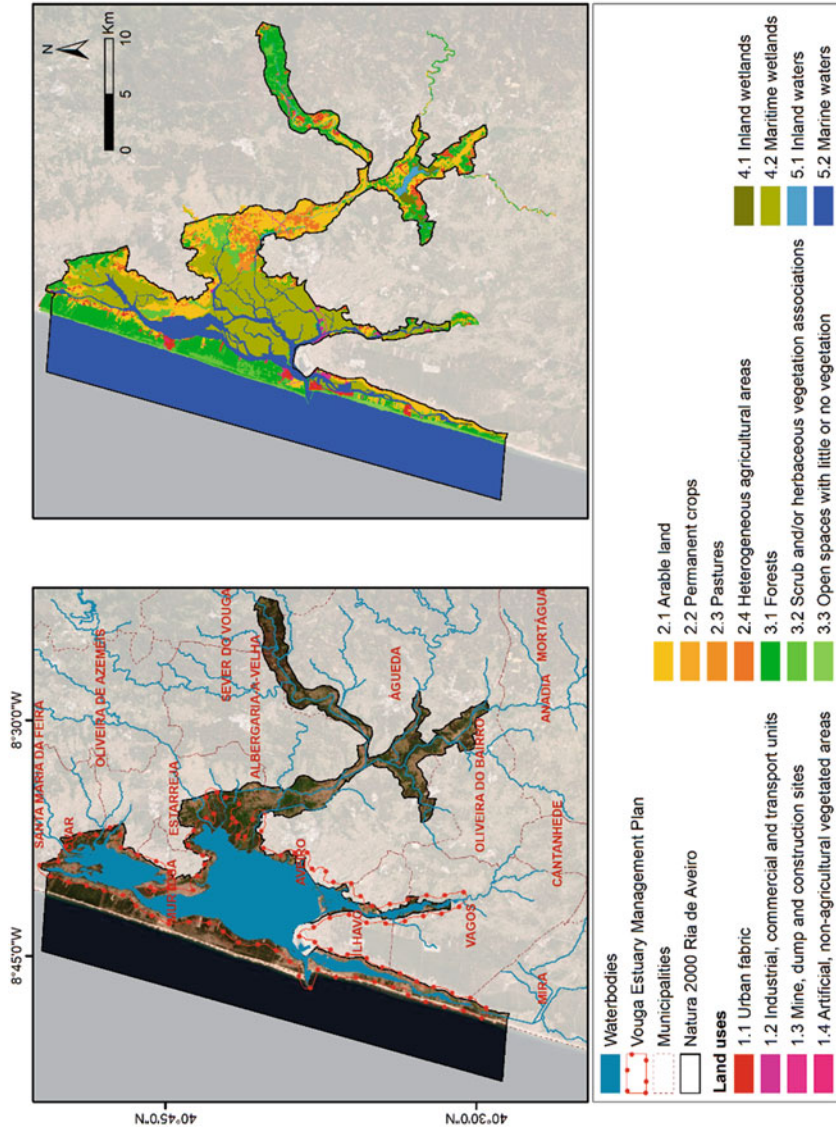 8°45'0"W
8°30'0"W
40°45'0"N
40°30'0"N
SANTA MARIA DA FEIRA
OVAR
OLIVEIRA DE AZEMÉIS
ESTARREJA
MURTOSA
SEVER DO VOUGA
ALBERGARIA-A-VELHA
AVEIRO
ÁGUEDA
ÍLHAVO
VAGOS
OLIVEIRA DO BAIRRO
ANADIA
MORTÁGUA
CANTANHEDE
MIRA
N
0 5 10
Km
Waterbodies
Vouga Estuary Management Plan
Municipalities
Natura 2000 Ria de Aveiro
Land uses
1.1 Urban fabric
1.2 Industrial, commercial and transport units
1.3 Mine, dump and construction sites
1.4 Artificial, non-agricultural vegetated areas
2.1 Arable land
2.2 Permanent crops
2.3 Pastures
2.4 Heterogeneous agricultural areas
3.1 Forests
3.2 Scrub and/or herbaceous vegetation associations
3.3 Open spaces with little or no vegetation
4.1 Inland wetlands
4.2 Maritime wetlands
5.1 Inland waters
5.2 Marine waters